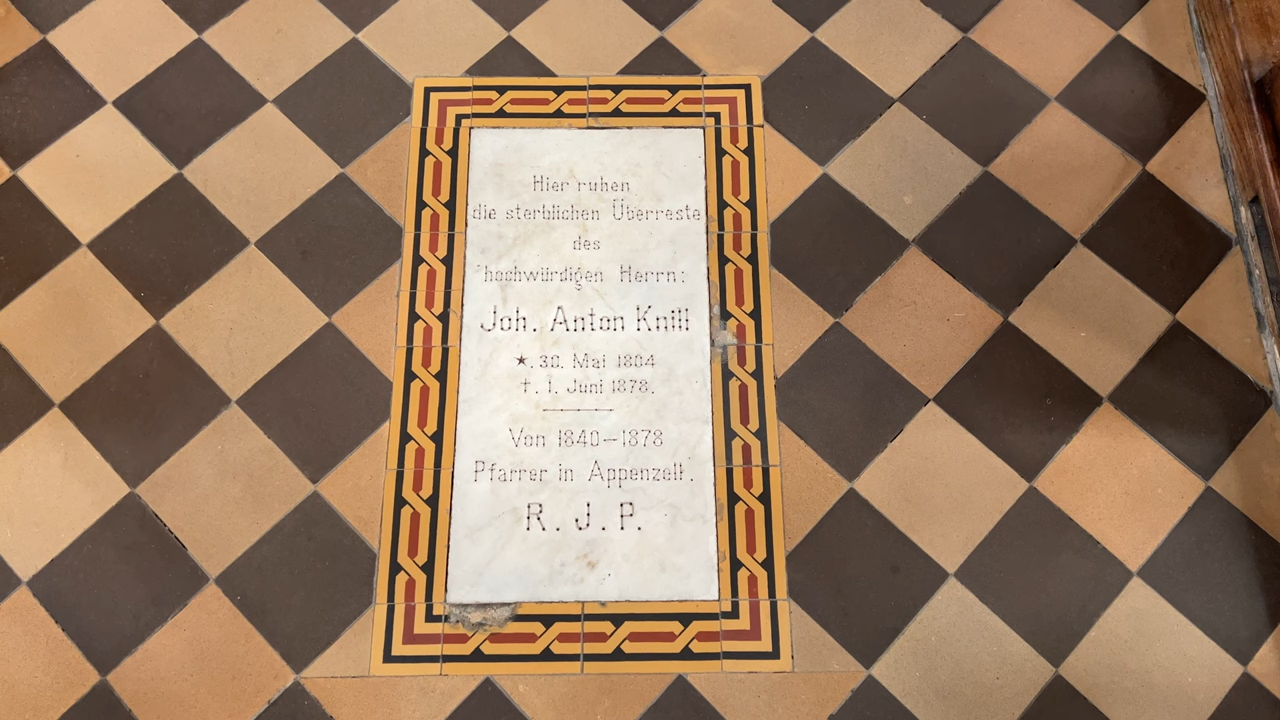 Hier ruhen
die sterblichen Überreste
des
hochwürdigen Herrn:
Joh. Anton Knill
★. 30. Mai 1804
†. 1. Juni 1878.
Von 1840–1878
Pfarrer in Appenzell.
R. J. P.